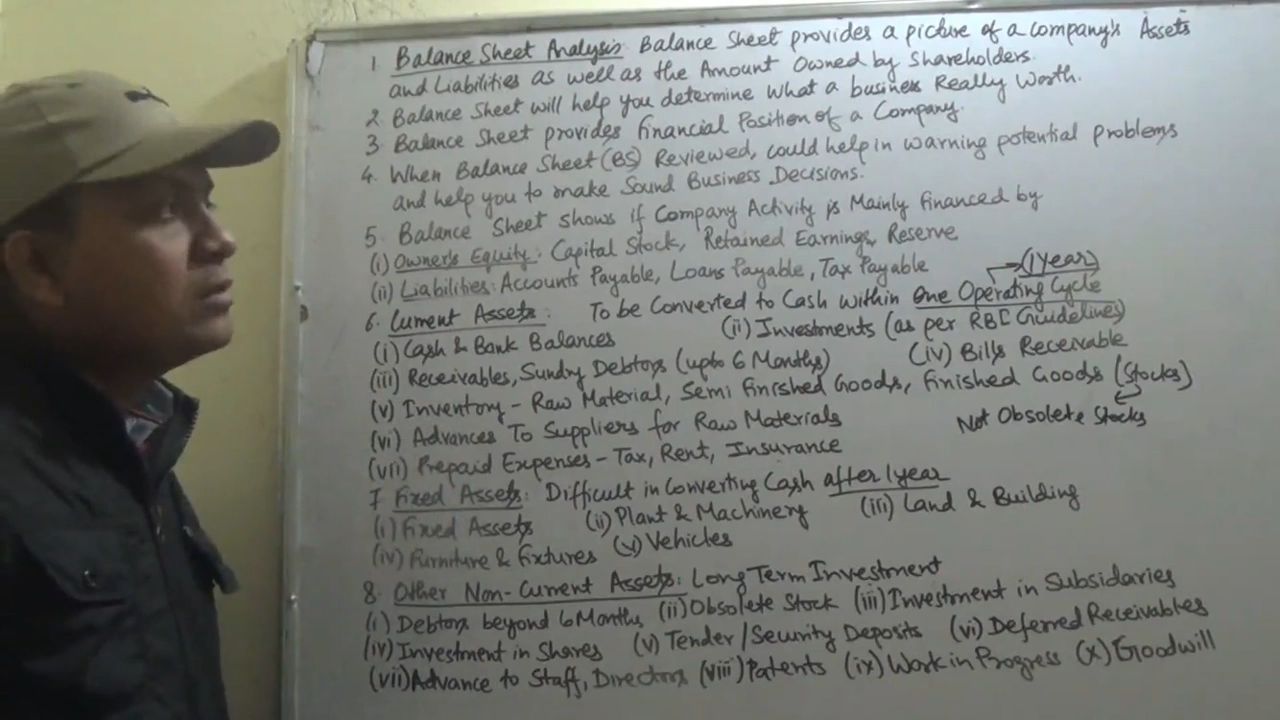 1. Balance Sheet Analysis: Balance Sheet provides a picture of a company's Assets
and Liabilities as well as the Amount Owned by Shareholders.
2. Balance Sheet will help you determine what a business Really Worth.
3. Balance Sheet provides Financial Position of a Company.
4. When Balance Sheet (BS) Reviewed, could help in warning potential problems
and help you to make Sound Business Decisions.
5. Balance Sheet shows if Company Activity is Mainly financed by
(i) Owner's Equity: Capital Stock, Retained Earnings, Reserve
(ii) Liabilities: Accounts Payable, Loans Payable, Tax Payable
(1 Year)
6. Current Assets: To be Converted to Cash within One Operating Cycle
(i) Cash & Bank Balances (ii) Investments (as per RBI Guidelines)
(iii) Receivables, Sundry Debtors (upto 6 Months) (iv) Bills Receivable
(v) Inventory - Raw Material, Semi Finished Goods, Finished Goods (Stocks)
(vi) Advances To Suppliers for Raw Materials Not Obsolete Stocks
(vii) Prepaid Expenses - Tax, Rent, Insurance
7 Fixed Assets: Difficult in Converting Cash after 1 year
(i) Fixed Assets (ii) Plant & Machinery (iii) Land & Building
(iv) Furniture & Fixtures (v) Vehicles
8. Other Non-Current Assets: Long Term Investment
(i) Debtors beyond 6 Months (ii) Obsolete Stock (iii) Investment in Subsidaries
(iv) Investment in Shares (v) Tender/Security Deposits (vi) Deferred Receivables
(vii) Advance to Staff, Directors (viii) Patents (ix) Work in Progress (x) Goodwill